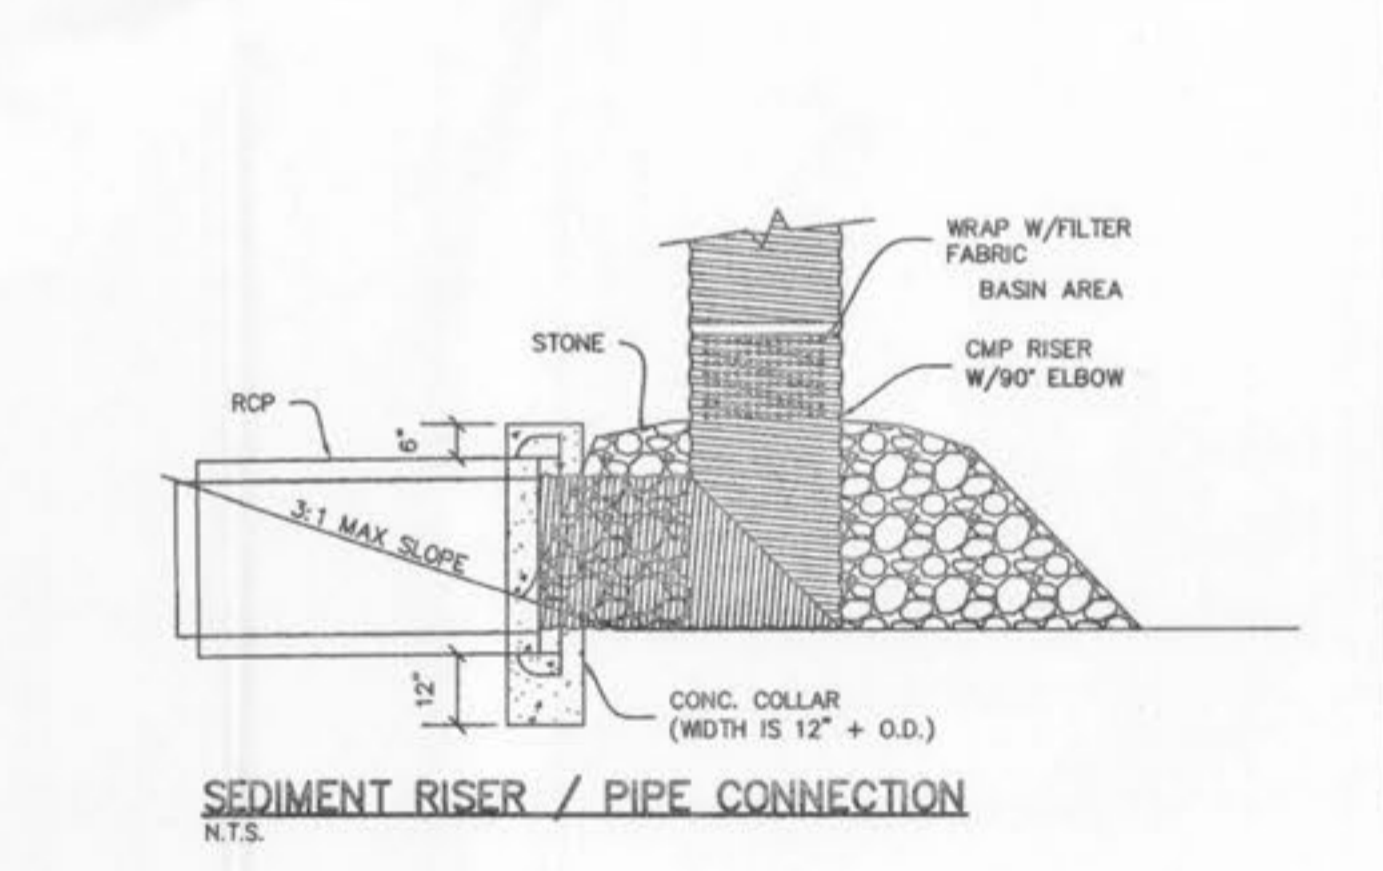 WRAP W/FILTER
FABRIC
BASIN AREA
STONE
CMP RISER
W/90° ELBOW
RCP
6"
3:1 MAX SLOPE
12"
CONC. COLLAR
(WIDTH IS 12" + O.D.)
SEDIMENT RISER / PIPE CONNECTION
N.T.S.